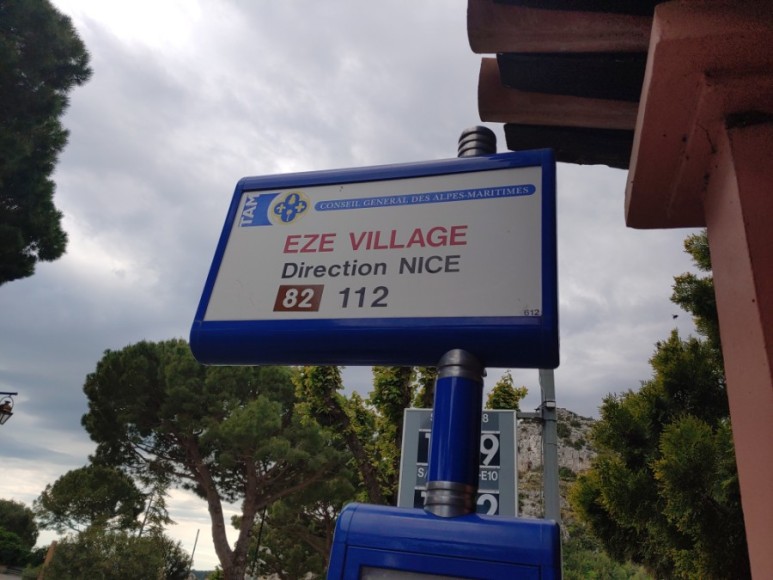 TAM
CONSEIL GENERAL DES ALPES-MARITIMES
EZE VILLAGE
Direction NICE
82 112
612